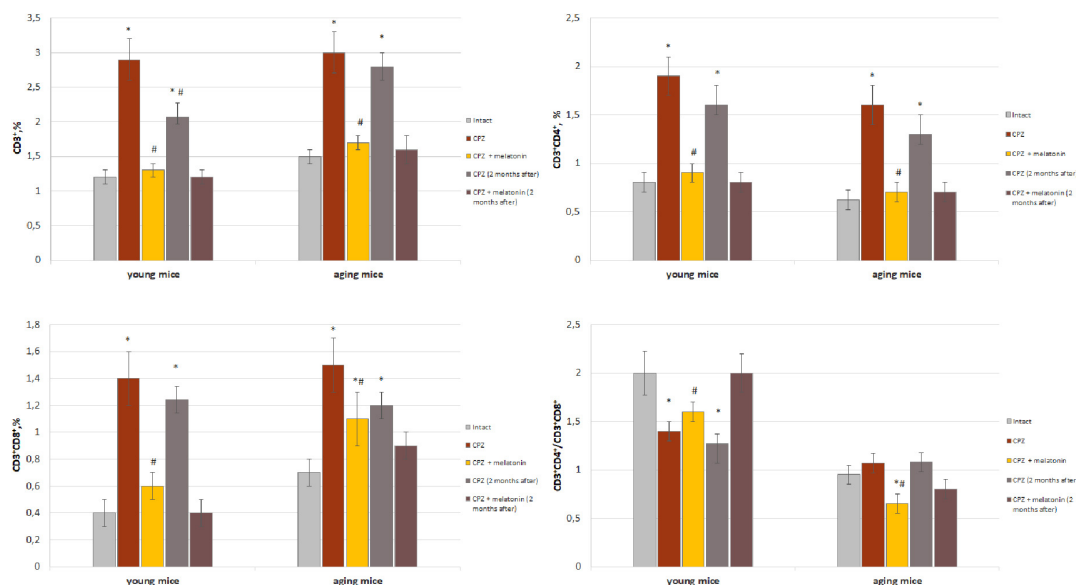 3,5
3
2,5
2
1,5
1
0,5
0
CD3⁺,%
*
#
* #
*
#
*
young mice
aging mice
Intact
CPZ
CPZ + melatonin
CPZ (2 months after)
CPZ + melatonin (2
months after)
2,5
2
1,5
1
0,5
0
CD3⁺CD4⁺, %
*
#
*
*
#
*
young mice
aging mice
Intact
CPZ
CPZ + melatonin
CPZ (2 months after)
CPZ + melatonin (2
months after)
1,8
1,6
1,4
1,2
1
0,8
0,6
0,4
0,2
0
CD3⁺CD8⁺,%
*
#
*
*
*#
*
young mice
aging mice
Intact
CPZ
CPZ + melatonin
CPZ (2 months after)
CPZ + melatonin (2
months after)
2,5
2
1,5
1
0,5
0
CD3⁺CD4⁺/CD3⁺CD8⁺
*
#
*
*#
young mice
aging mice
Intact
CPZ
CPZ + melatonin
CPZ (2 months after)
CPZ + melatonin (2
months after)